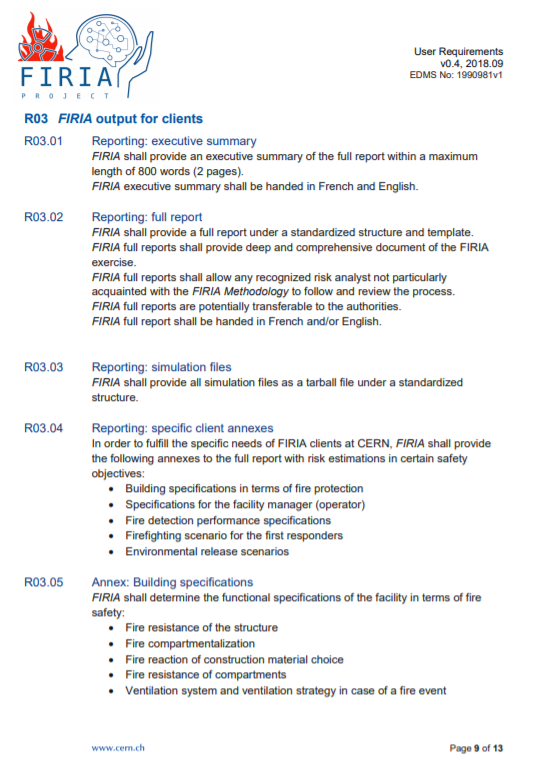 FIRIA
PROJECT
User Requirements
v0.4, 2018.09
EDMS No: 1990981v1
R03 FIRIA output for clients
R03.01 Reporting: executive summary
FIRIA shall provide an executive summary of the full report within a maximum
length of 800 words (2 pages).
FIRIA executive summary shall be handed in French and English.
R03.02 Reporting: full report
FIRIA shall provide a full report under a standardized structure and template.
FIRIA full reports shall provide deep and comprehensive document of the FIRIA
exercise.
FIRIA full reports shall allow any recognized risk analyst not particularly
acquainted with the FIRIA Methodology to follow and review the process.
FIRIA full reports are potentially transferable to the authorities.
FIRIA full report shall be handed in French and/or English.
R03.03 Reporting: simulation files
FIRIA shall provide all simulation files as a tarball file under a standardized
structure.
R03.04 Reporting: specific client annexes
In order to fulfill the specific needs of FIRIA clients at CERN, FIRIA shall provide
the following annexes to the full report with risk estimations in certain safety
objectives:
• Building specifications in terms of fire protection
• Specifications for the facility manager (operator)
• Fire detection performance specifications
• Firefighting scenario for the first responders
• Environmental release scenarios
R03.05 Annex: Building specifications
FIRIA shall determine the functional specifications of the facility in terms of fire
safety:
• Fire resistance of the structure
• Fire compartmentalization
• Fire reaction of construction material choice
• Fire resistance of compartments
• Ventilation system and ventilation strategy in case of a fire event
www.cern.ch
Page 9 of 13